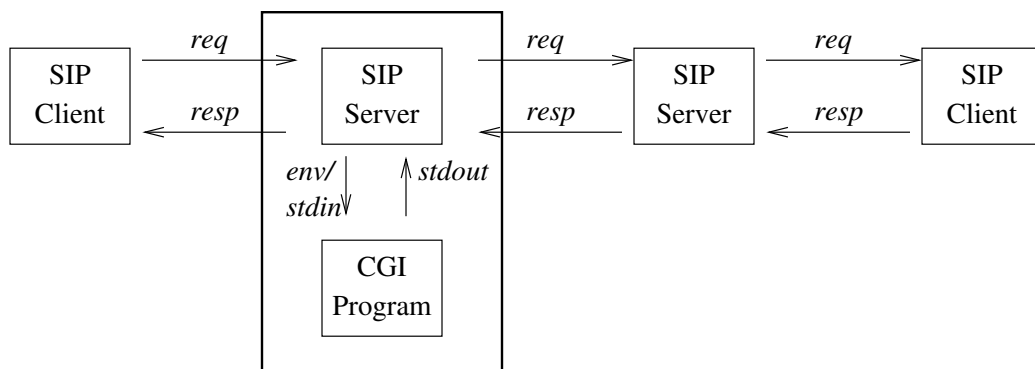 req
req
req
SIP
Client
SIP
Server
SIP
Server
SIP
Client
resp
resp
resp
env/
stdin
stdout
CGI
Program